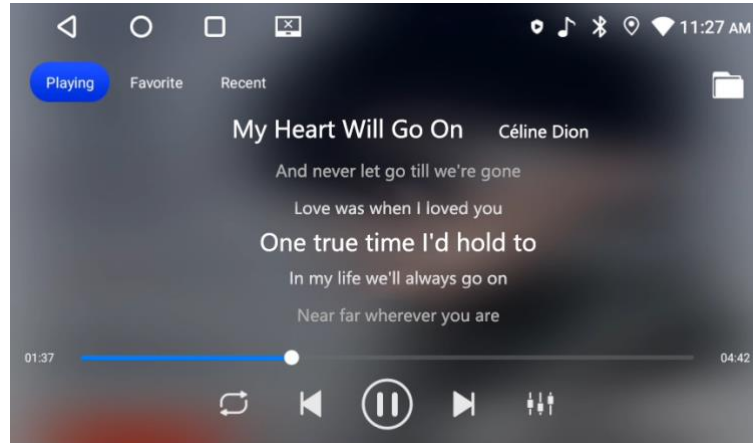 11:27 AM
Playing Favorite Recent
My Heart Will Go On Céline Dion
And never let go till we're gone
Love was when I loved you
One true time I'd hold to
In my life we'll always go on
Near far wherever you are
01:37 04:42